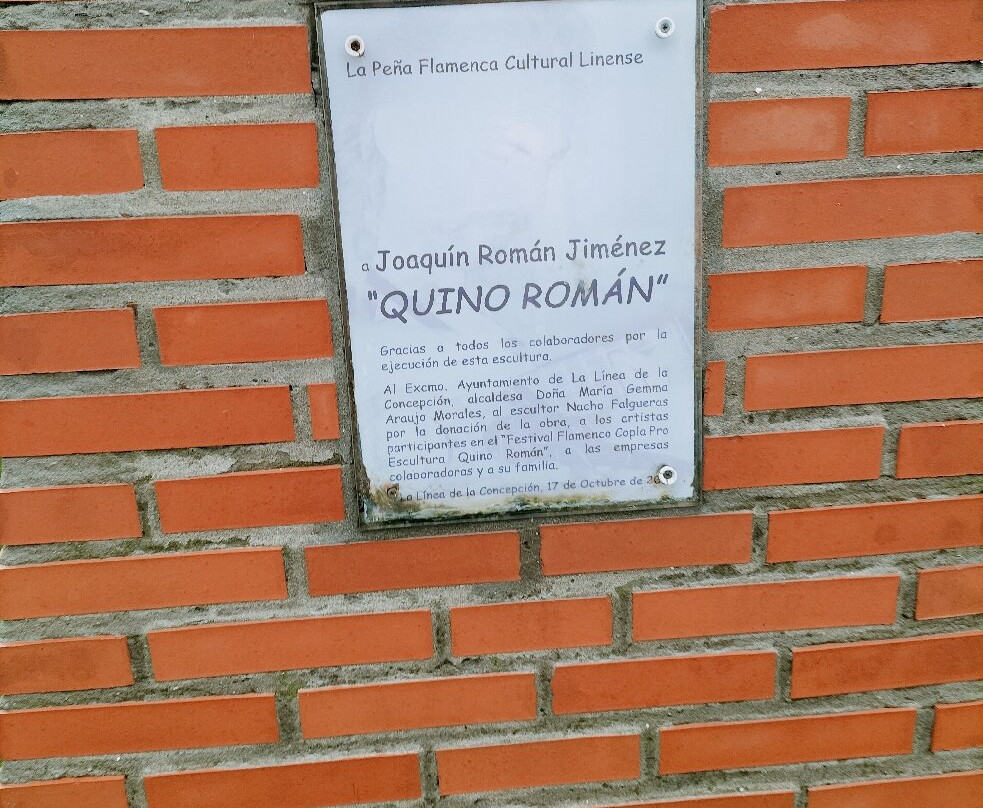 La Peña Flamenca Cultural Linense
a Joaquín Román Jiménez
"QUINO ROMÁN"
Gracias a todos los colaboradores por la
ejecución de esta escultura.
Al Excmo. Ayuntamiento de La Línea de la
Concepción, alcaldesa Doña María Gemma
Araujo Morales, al escultor Nacho Falgueras
por la donación de la obra, a los artistas
participantes en el "Festival Flamenco Copla Pro
Escultura Quino Román", a las empresas
colaboradoras y a su familia.
La Línea de la Concepción, 17 de Octubre de